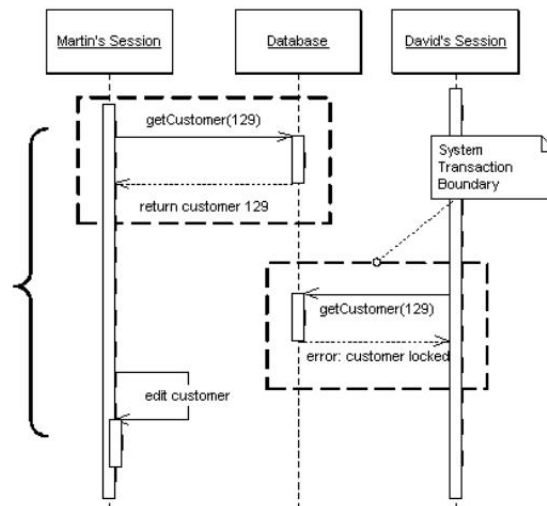 Martin's Session
Database
David's Session
getCustomer(129)
System
Transaction
Boundary
return customer 129
getCustomer(129)
error: customer locked
edit customer